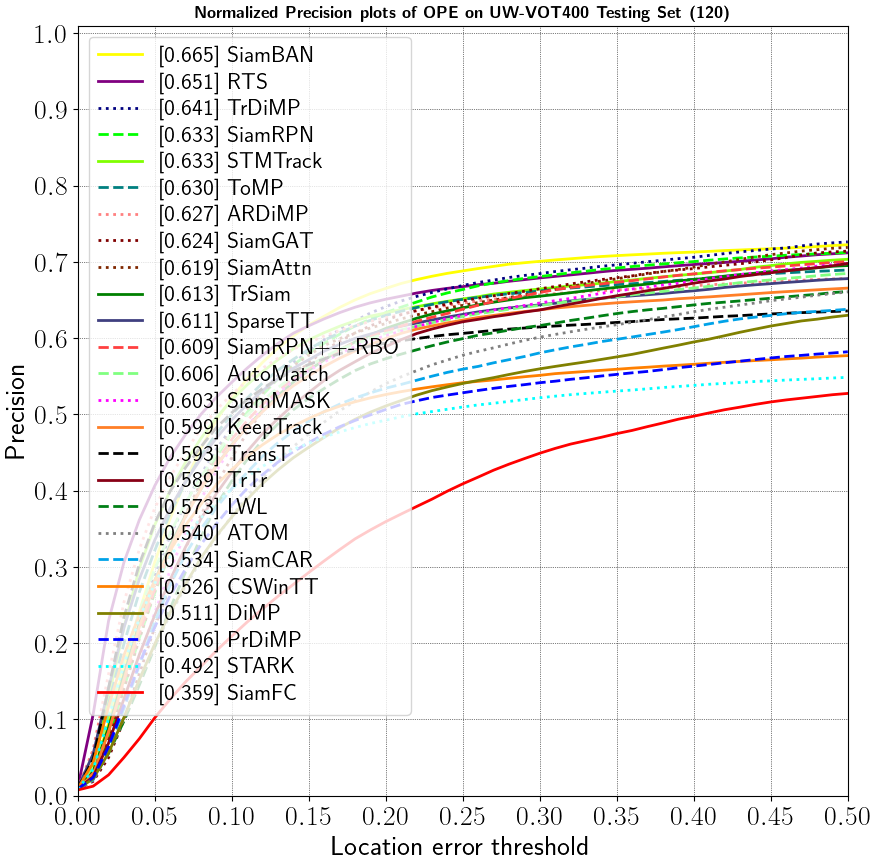 Normalized Precision plots of OPE on UW-VOT400 Testing Set (120)
1.0
0.9
0.8
0.7
0.6
0.5
0.4
0.3
0.2
0.1
0.0
Precision
[0.665] SiamBAN
[0.651] RTS
[0.641] TrDiMP
[0.633] SiamRPN
[0.633] STMTrack
[0.630] ToMP
[0.627] ARDiMP
[0.624] SiamGAT
[0.619] SiamAttn
[0.613] TrSiam
[0.611] SparseTT
[0.609] SiamRPN++-RBO
[0.606] AutoMatch
[0.603] SiamMASK
[0.599] KeepTrack
[0.593] TransT
[0.589] TrTr
[0.573] LWL
[0.540] ATOM
[0.534] SiamCAR
[0.526] CSWinTT
[0.511] DiMP
[0.506] PrDiMP
[0.492] STARK
[0.359] SiamFC
0.00 0.05 0.10 0.15 0.20 0.25 0.30 0.35 0.40 0.45 0.50
Location error threshold